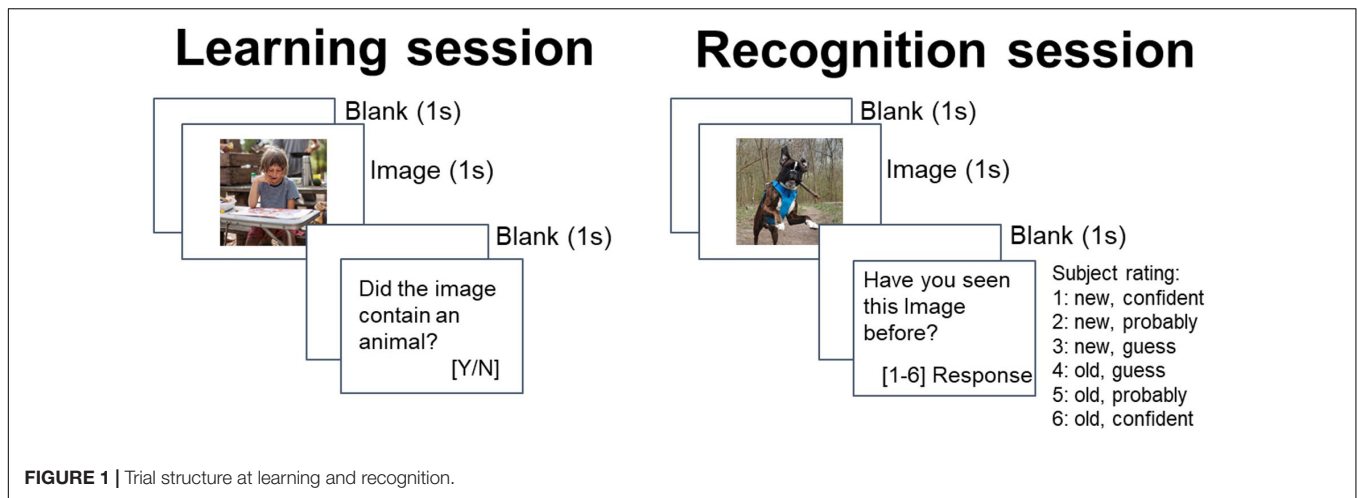 Learning session
Blank (1s)
Image (1s)
Blank (1s)
Did the image
contain an
animal?
[Y/N]
Recognition session
Blank (1s)
Image (1s)
Blank (1s)
Have you seen
this Image
before?
[1-6] Response
Subject rating:
1: new, confident
2: new, probably
3: new, guess
4: old, guess
5: old, probably
6: old, confident
FIGURE 1 | Trial structure at learning and recognition.